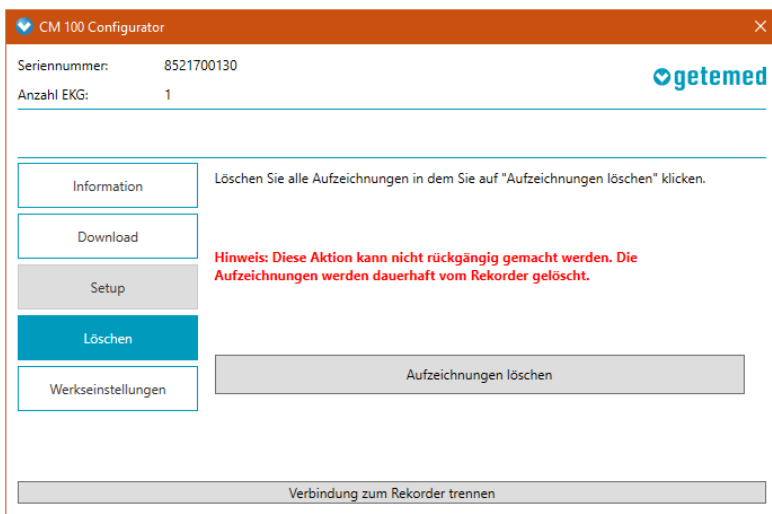 CM 100 Configurator
Seriennummer: 8521700130
getemed
Anzahl EKG: 1
Information
Löschen Sie alle Aufzeichnungen in dem Sie auf "Aufzeichnungen löschen" klicken.
Download
Hinweis: Diese Aktion kann nicht rückgängig gemacht werden. Die
Aufzeichnungen werden dauerhaft vom Rekorder gelöscht.
Setup
Löschen
Aufzeichnungen löschen
Werkseinstellungen
Verbindung zum Rekorder trennen